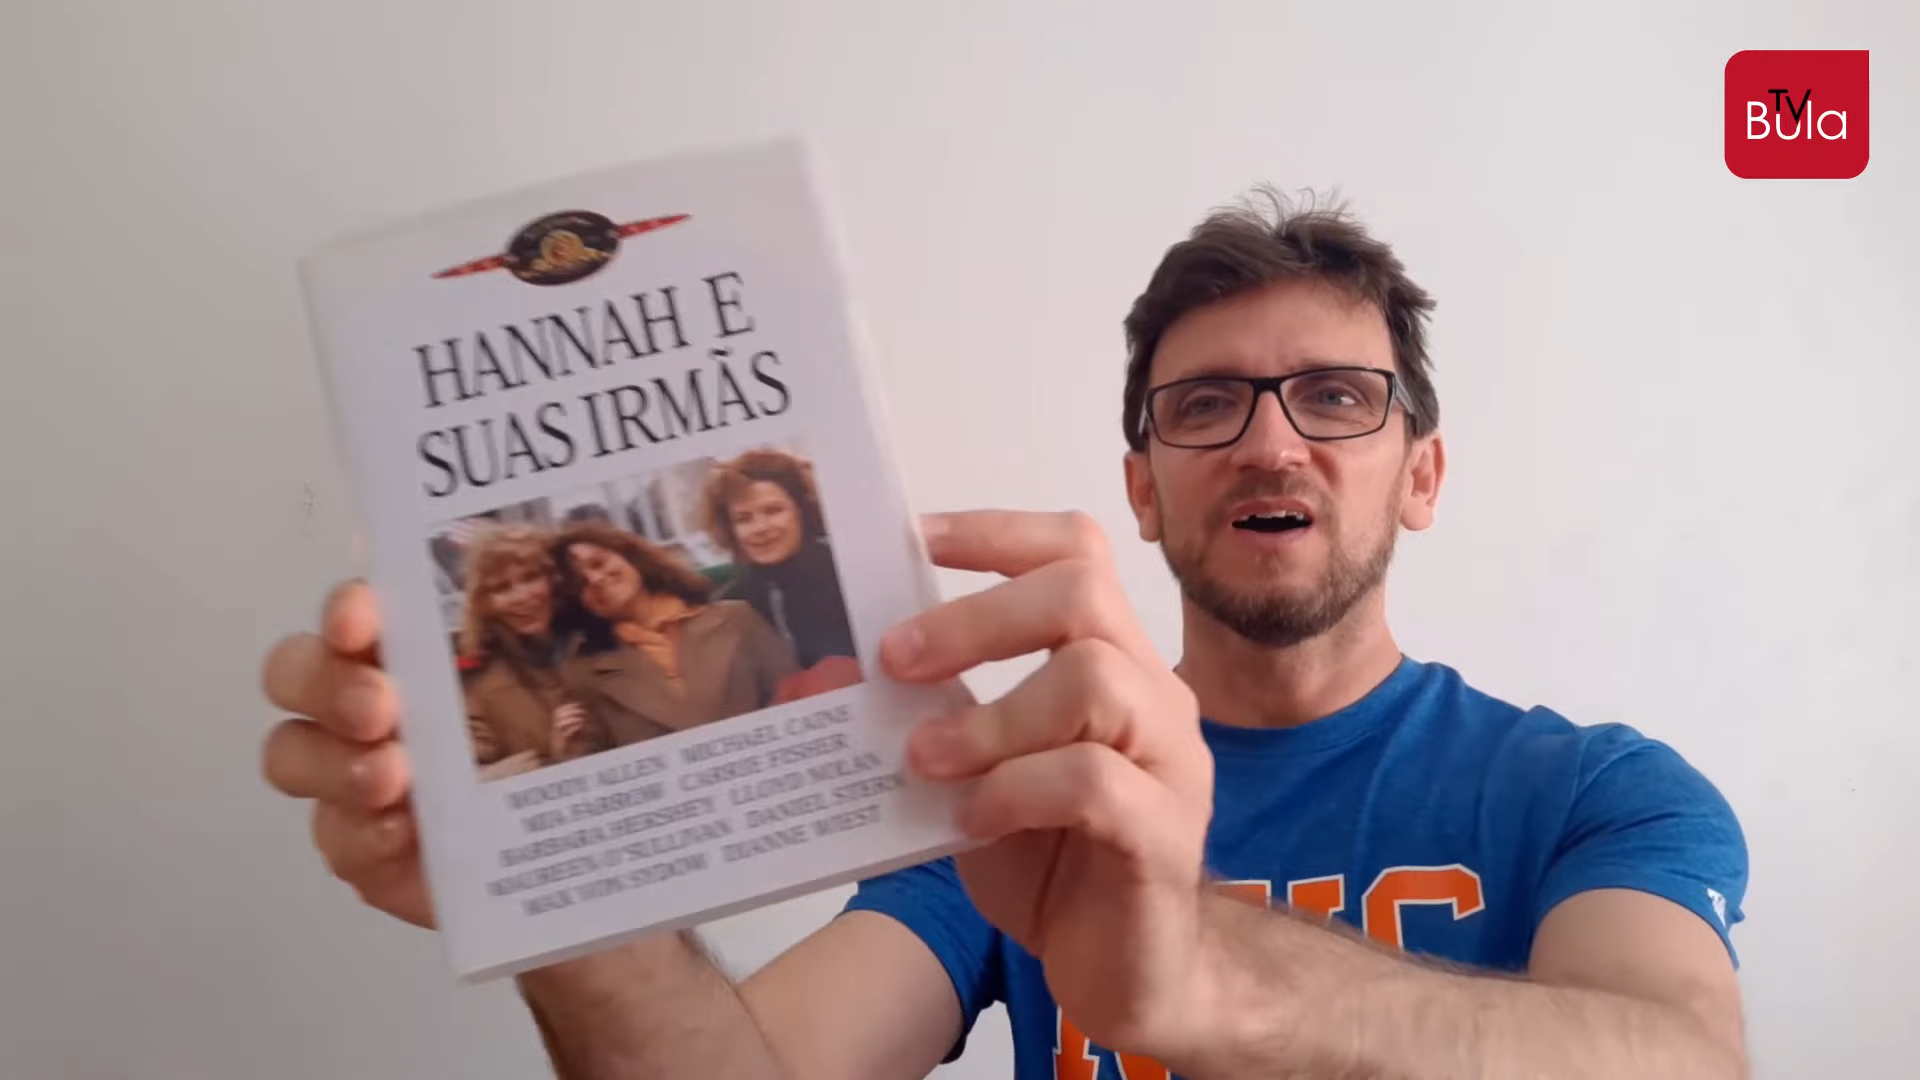 TV
Bula
HANNAH E
SUAS IRMÃS
WOODY ALLEN MICHAEL CAINE
MIA FARROW CARRIE FISHER
BARBARA HERSHEY LLOYD NOLAN
MAUREEN O'SULLIVAN DANIEL STERN
MAX VON SYDOW DIANNE WIEST